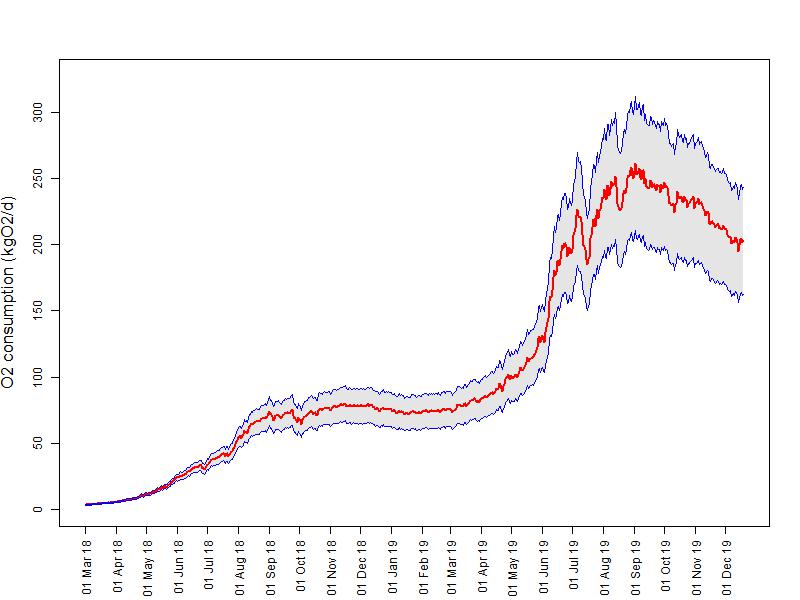 O2 consumption (kgO2/d)
300
250
200
150
100
50
0
01 Mar 18
01 Apr 18
01 May 18
01 Jun 18
01 Jul 18
01 Aug 18
01 Sep 18
01 Oct 18
01 Nov 18
01 Dec 18
01 Jan 19
01 Feb 19
01 Mar 19
01 Apr 19
01 May 19
01 Jun 19
01 Jul 19
01 Aug 19
01 Sep 19
01 Oct 19
01 Nov 19
01 Dec 19